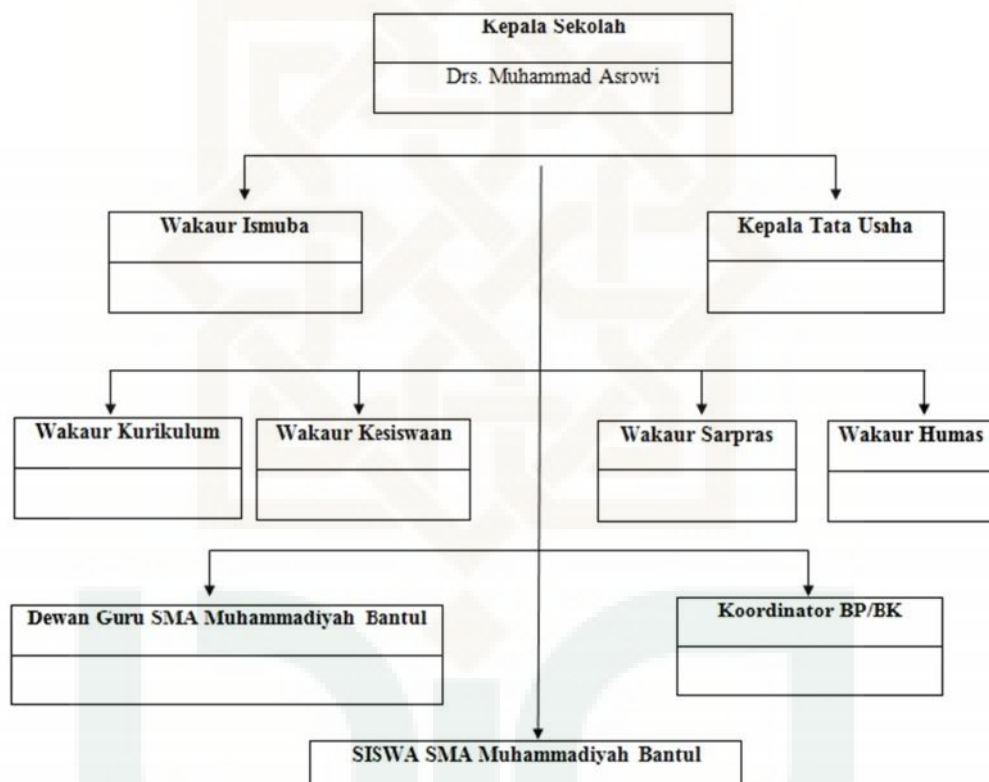 Kepala Sekolah
Drs. Muhammad Asrowi
Wakaur Ismuba
Kepala Tata Usaha
Wakaur Kurikulum
Wakaur Kesiswaan
Wakaur Sarpras
Wakaur Humas
Dewan Guru SMA Muhammadiyah Bantul
Koordinator BP/BK
SISWA SMA Muhammadiyah Bantul